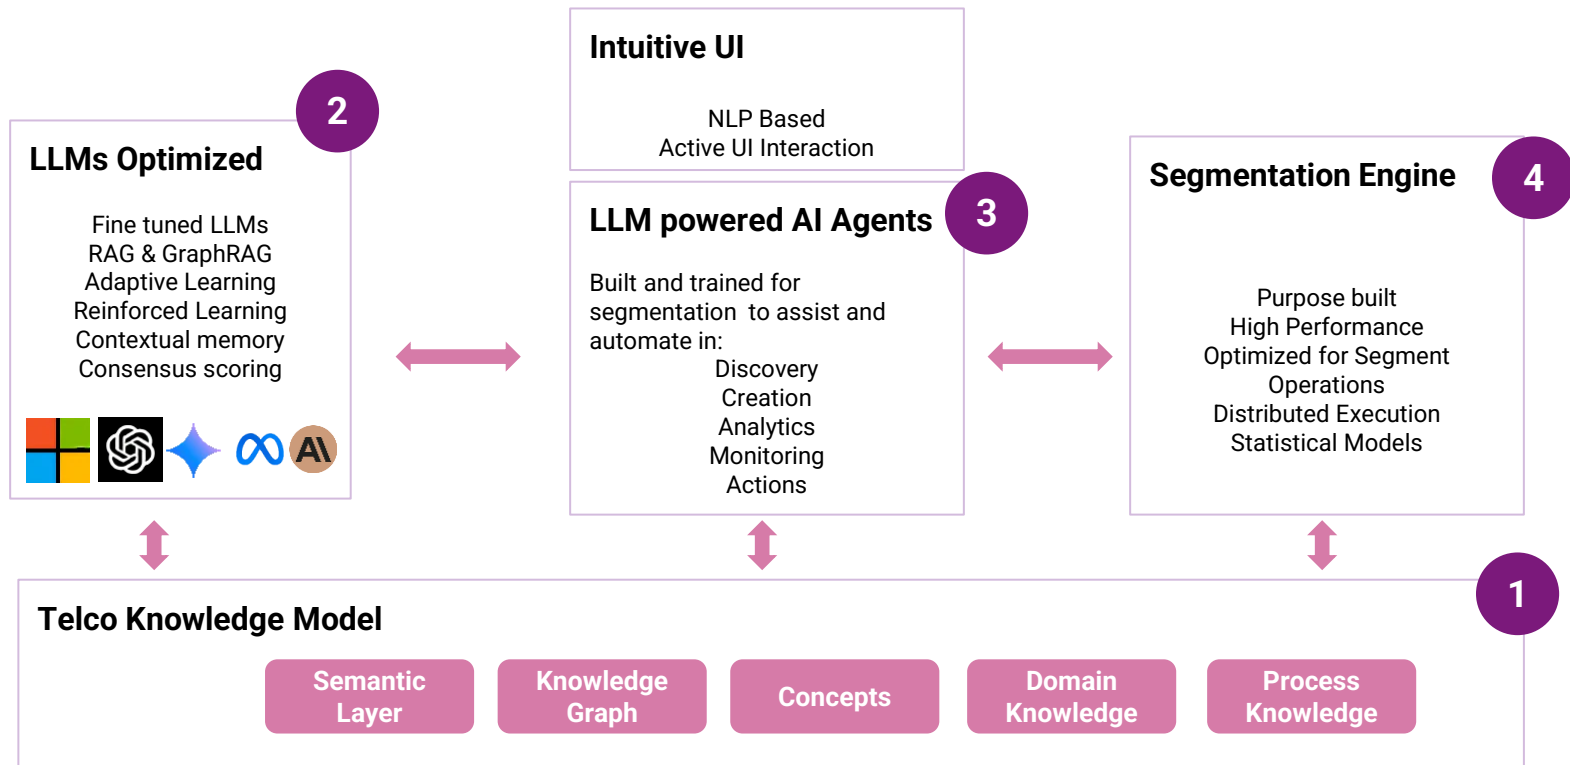 Intuitive UI
NLP Based
Active UI Interaction
2
LLMs Optimized
Fine tuned LLMs
RAG & GraphRAG
Adaptive Learning
Reinforced Learning
Contextual memory
Consensus scoring
AI
3
LLM powered AI Agents
Built and trained for
segmentation to assist and
automate in:
Discovery
Creation
Analytics
Monitoring
Actions
4
Segmentation Engine
Purpose built
High Performance
Optimized for Segment
Operations
Distributed Execution
Statistical Models
1
Telco Knowledge Model
Semantic
Layer
Knowledge
Graph
Concepts
Domain
Knowledge
Process
Knowledge